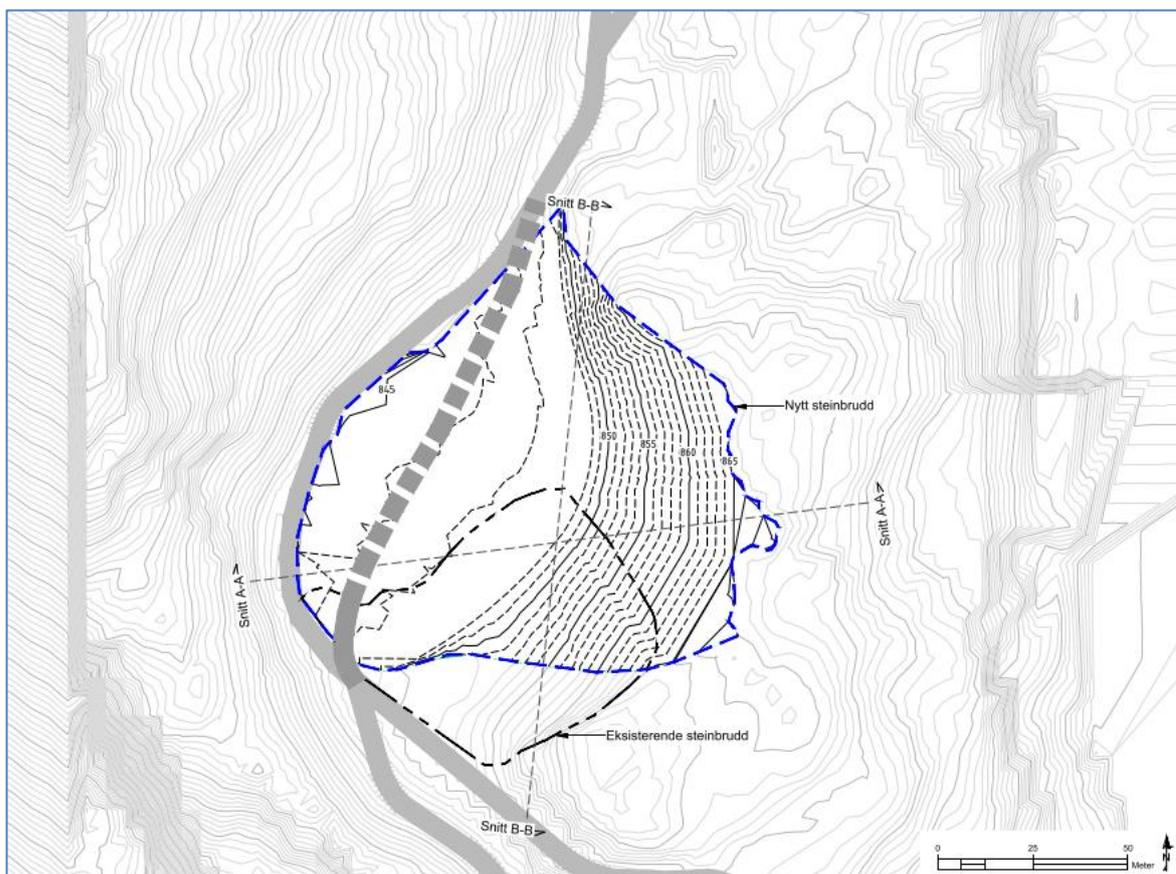 Snitt B-B
845
Nytt steinbrudd
850
855
860
865
Snitt A-A
Snitt A-A
Eksisterende steinbrudd
Snitt B-B
0 25 50
Meter
N